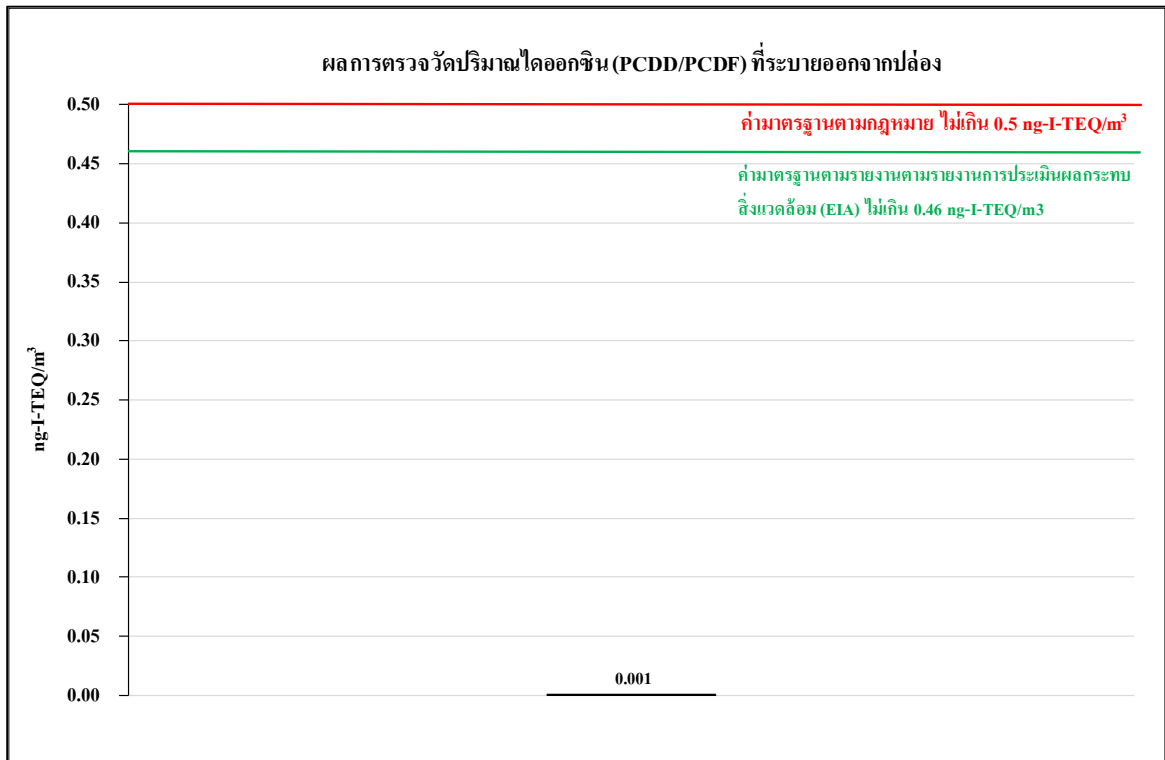 ผลการตรวจวัดปริมาณไดออกซิน (PCDD/PCDF) ที่ระบายออกจากปล่อง
0.50
ค่ามาตรฐานตามกฎหมาย ไม่เกิน 0.5 ng-I-TEQ/m³
0.45
ค่ามาตรฐานตามรายงานตามรายงานการประเมินผลกระทบ
สิ่งแวดล้อม (EIA) ไม่เกิน 0.46 ng-I-TEQ/m3
0.40
0.35
0.30
0.25
0.20
0.15
0.10
0.05
0.00
ng-I-TEQ/m³
0.001